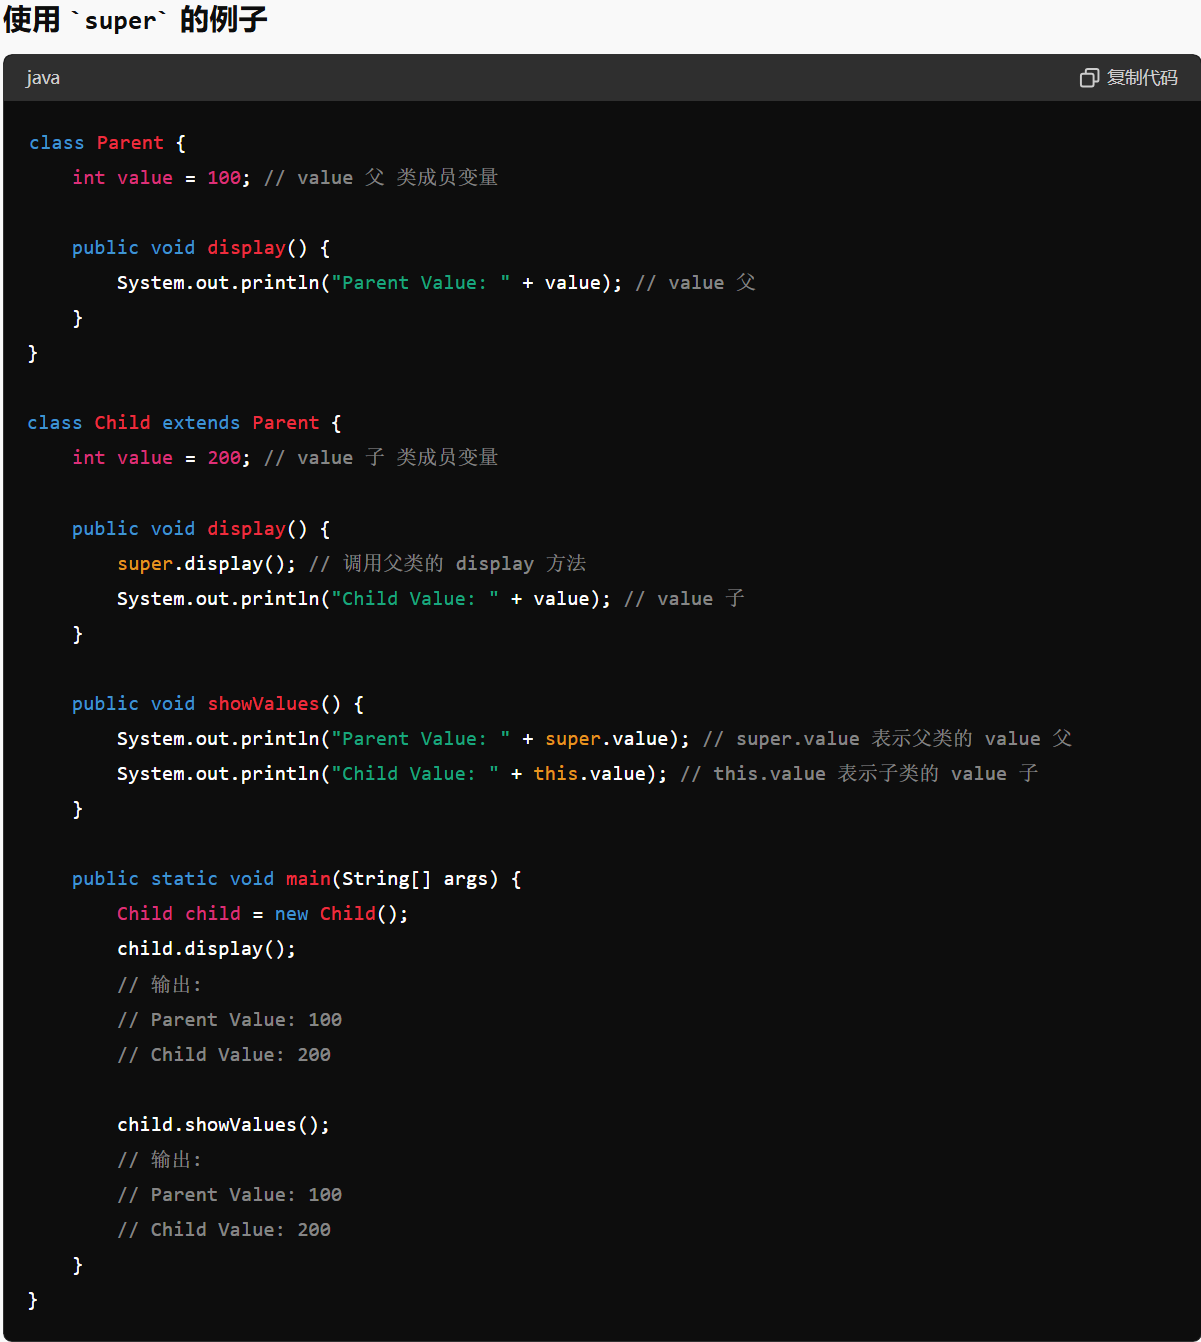 使用 `super` 的例子
java
复制代码
class Parent {
    int value = 100; // value 父 类成员变量
    public void display() {
        System.out.println("Parent Value: " + value); // value 父
    }
}
class Child extends Parent {
    int value = 200; // value 子 类成员变量
    public void display() {
        super.display(); // 调用父类的 display 方法
        System.out.println("Child Value: " + value); // value 子
    }
    public void showValues() {
        System.out.println("Parent Value: " + super.value); // super.value 表示父类的 value 父
        System.out.println("Child Value: " + this.value); // this.value 表示子类的 value 子
    }
    public static void main(String[] args) {
        Child child = new Child();
        child.display();
        // 输出:
        // Parent Value: 100
        // Child Value: 200
        child.showValues();
        // 输出:
        // Parent Value: 100
        // Child Value: 200
    }
}